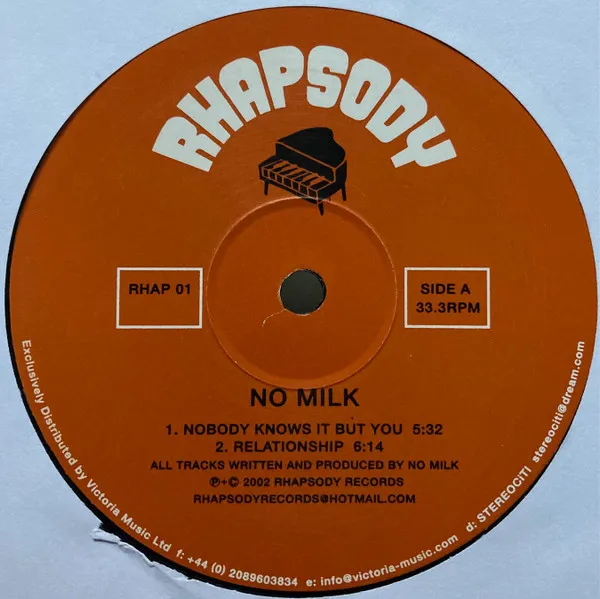 RHAPSODY
RHAP 01
SIDE A
33.3RPM
NO MILK
1. NOBODY KNOWS IT BUT YOU 5:32
2. RELATIONSHIP 6:14
ALL TRACKS WRITTEN AND PRODUCED BY NO MILK
℗+© 2002 RHAPSODY RECORDS
RHAPSODYRECORDS@HOTMAIL.COM
Exclusively Distributed by Victoria Music Ltd f: +44 (0) 2089603834 e: info@victoria-music.com d: STEREOCITI stereociti@dream.com